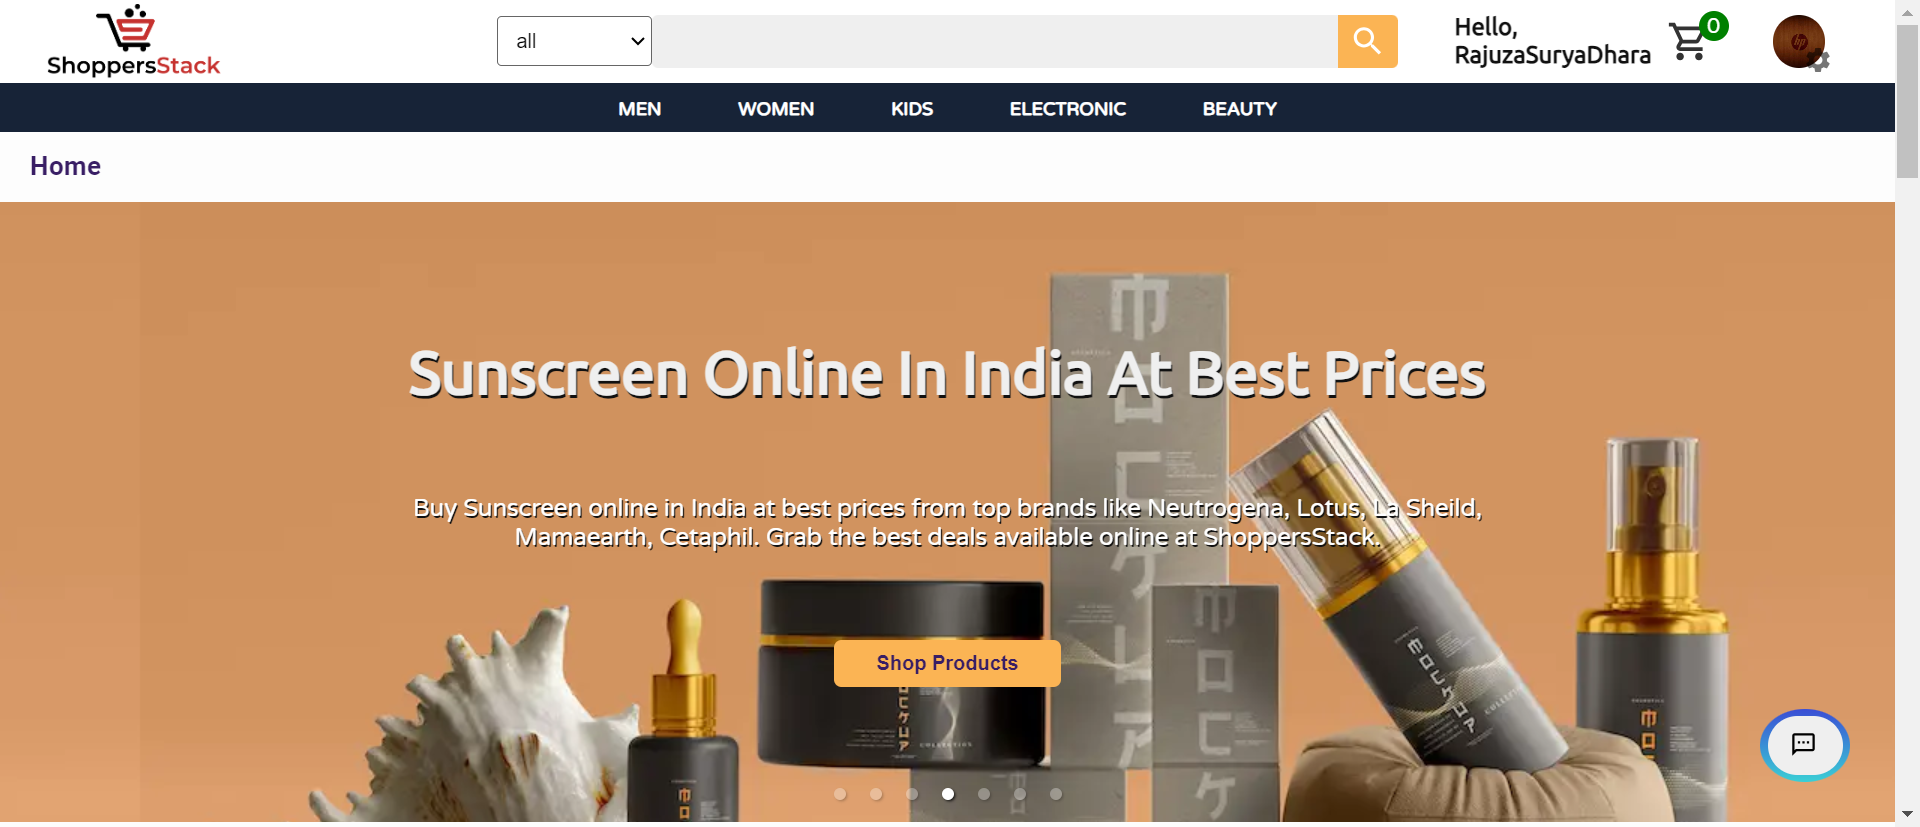 ShoppersStack
all
Hello,
RajuzaSuryaDhara
0
hp
MEN WOMEN KIDS ELECTRONIC BEAUTY
Home
Sunscreen Online In India At Best Prices
Buy Sunscreen online in India at best prices from top brands like Neutrogena, Lotus, La Sheild,
Mamaearth, Cetaphil. Grab the best deals available online at ShoppersStack.
Shop Products
COLLECTION